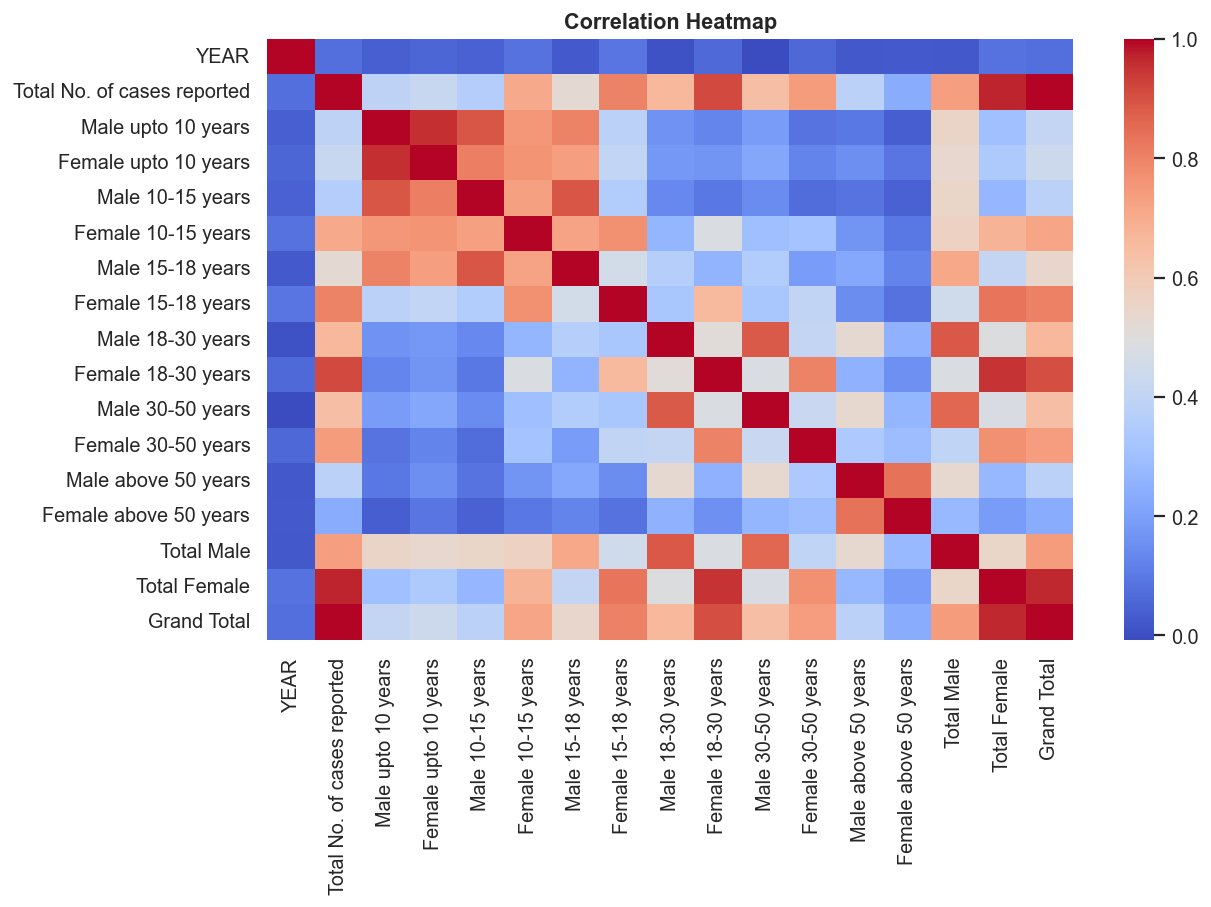 Correlation Heatmap
YEAR
Total No. of cases reported
Male upto 10 years
Female upto 10 years
Male 10-15 years
Female 10-15 years
Male 15-18 years
Female 15-18 years
Male 18-30 years
Female 18-30 years
Male 30-50 years
Female 30-50 years
Male above 50 years
Female above 50 years
Total Male
Total Female
Grand Total
YEAR
Total No. of cases reported
Male upto 10 years
Female upto 10 years
Male 10-15 years
Female 10-15 years
Male 15-18 years
Female 15-18 years
Male 18-30 years
Female 18-30 years
Male 30-50 years
Female 30-50 years
Male above 50 years
Female above 50 years
Total Male
Total Female
Grand Total
1.0
0.8
0.6
0.4
0.2
0.0